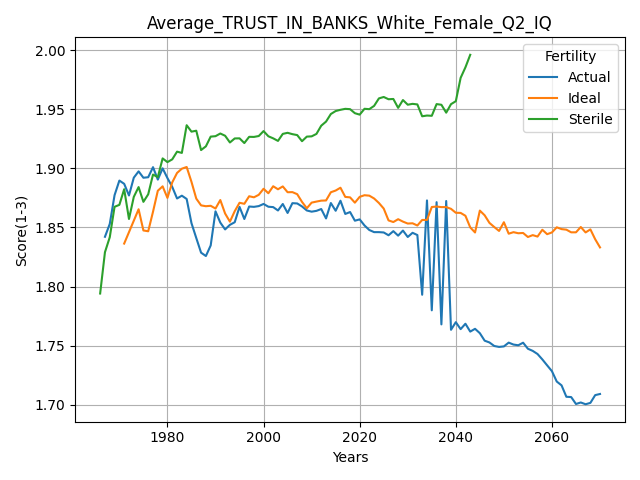 Average_TRUST_IN_BANKS_White_Female_Q2_IQ
Score(1-3)
2.00
1.95
1.90
1.85
1.80
1.75
1.70
Fertility
Actual
Ideal
Sterile
1980 2000 2020 2040 2060
Years